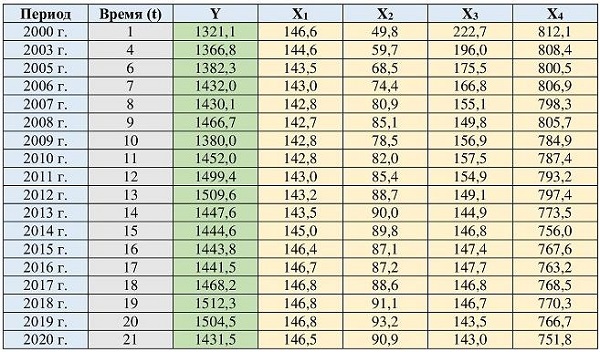 Период Время (t) Y X₁ X₂ X₃ X₄
2000 г. 1 1321,1 146,6 49,8 222,7 812,1
2003 г. 4 1366,8 144,6 59,7 196,0 808,4
2005 г. 6 1382,3 143,5 68,5 175,5 800,5
2006 г. 7 1432,0 143,0 74,4 166,8 806,9
2007 г. 8 1430,1 142,8 80,9 155,1 798,3
2008 г. 9 1466,7 142,7 85,1 149,8 805,7
2009 г. 10 1380,0 142,8 78,5 156,9 784,9
2010 г. 11 1452,0 142,8 82,0 157,5 787,4
2011 г. 12 1499,4 143,0 85,4 154,9 793,2
2012 г. 13 1509,6 143,2 88,7 149,1 797,4
2013 г. 14 1447,6 143,5 90,0 144,9 773,5
2014 г. 15 1444,6 145,0 89,8 146,8 756,0
2015 г. 16 1443,8 146,4 87,1 147,4 767,6
2016 г. 17 1441,5 146,7 87,2 147,7 763,2
2017 г. 18 1468,2 146,8 88,6 146,8 768,5
2018 г. 19 1512,3 146,8 91,1 146,7 770,3
2019 г. 20 1504,5 146,8 93,2 143,5 766,7
2020 г. 21 1431,5 146,5 90,9 143,0 751,8